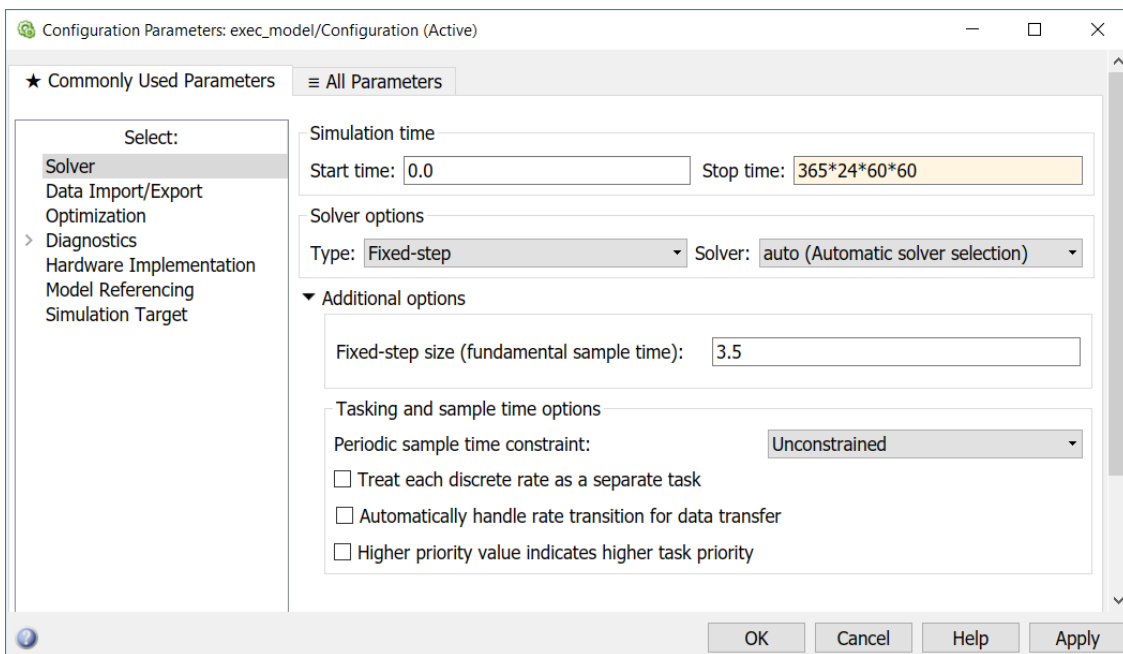 Configuration Parameters: exec_model/Configuration (Active)
★ Commonly Used Parameters
≡ All Parameters
Select:
Solver
Data Import/Export
Optimization
Diagnostics
Hardware Implementation
Model Referencing
Simulation Target
Simulation time
Start time: 0.0 Stop time: 365*24*60*60
Solver options
Type: Fixed-step Solver: auto (Automatic solver selection)
Additional options
Fixed-step size (fundamental sample time): 3.5
Tasking and sample time options
Periodic sample time constraint: Unconstrained
Treat each discrete rate as a separate task
Automatically handle rate transition for data transfer
Higher priority value indicates higher task priority
OK Cancel Help Apply